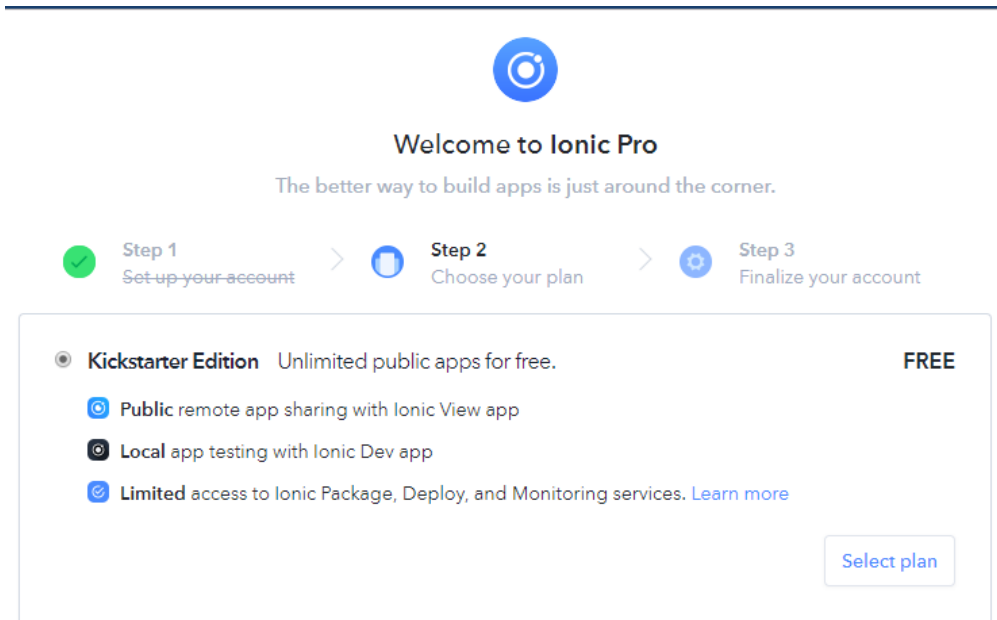 Welcome to Ionic Pro
The better way to build apps is just around the corner.
Step 1
Set up your account
Step 2
Choose your plan
Step 3
Finalize your account
Kickstarter Edition Unlimited public apps for free. FREE
Public remote app sharing with Ionic View app
Local app testing with Ionic Dev app
Limited access to Ionic Package, Deploy, and Monitoring services. Learn more
Select plan